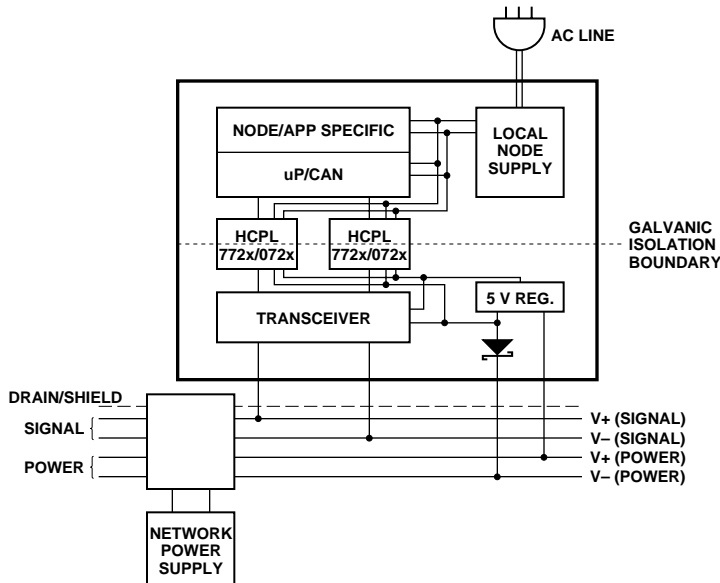 AC LINE
NODE/APP SPECIFIC
uP/CAN
LOCAL
NODE
SUPPLY
HCPL
772x/072x
HCPL
772x/072x
GALVANIC
ISOLATION
BOUNDARY
5 V REG.
TRANSCEIVER
DRAIN/SHIELD
SIGNAL
POWER
V+ (SIGNAL)
V– (SIGNAL)
V+ (POWER)
V– (POWER)
NETWORK
POWER
SUPPLY